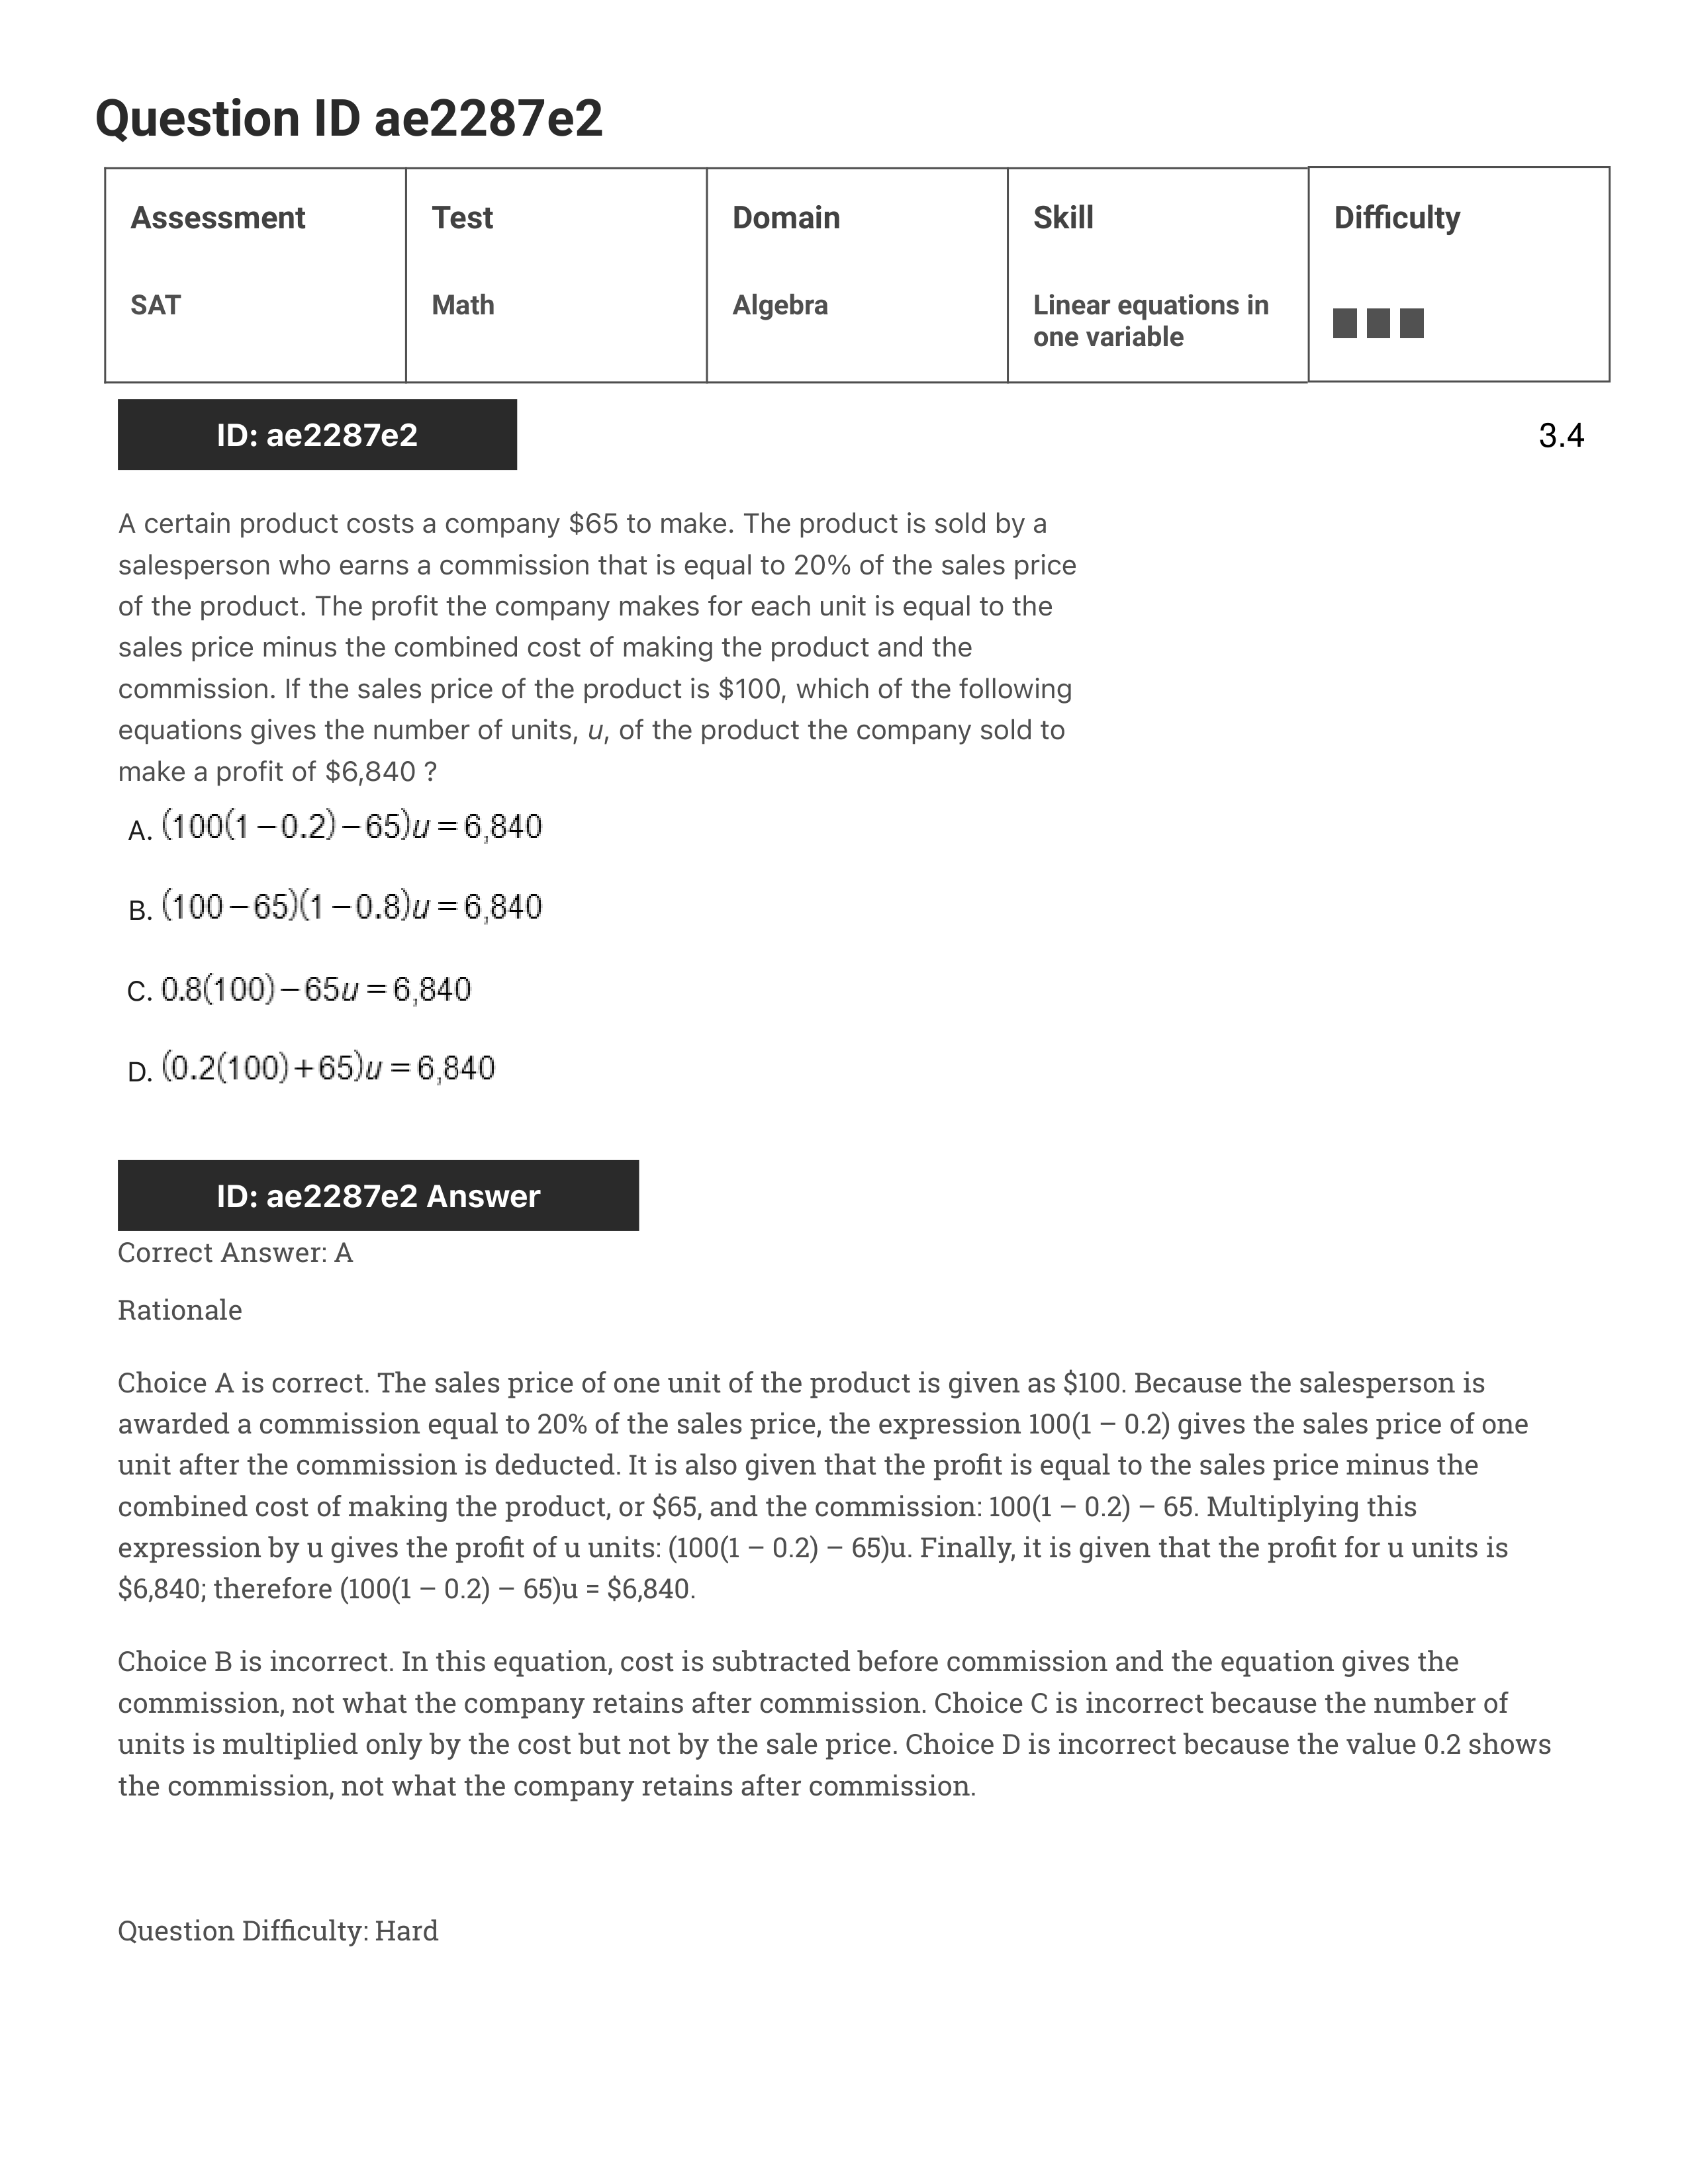 Question ID ae2287e2
Assessment Test Domain Skill Difficulty
SAT Math Algebra Linear equations in
one variable
ID: ae2287e2 3.4
A certain product costs a company $65 to make. The product is sold by a
salesperson who earns a commission that is equal to 20% of the sales price
of the product. The profit the company makes for each unit is equal to the
sales price minus the combined cost of making the product and the
commission. If the sales price of the product is $100, which of the following
equations gives the number of units, u, of the product the company sold to
make a profit of $6,840 ?
A. (100(1−0.2)−65)u=6,840
B. (100−65)(1−0.8)u=6,840
C. 0.8(100)−65u=6,840
D. (0.2(100)+65)u=6,840
ID: ae2287e2 Answer
Correct Answer: A
Rationale
Choice A is correct. The sales price of one unit of the product is given as $100. Because the salesperson is
awarded a commission equal to 20% of the sales price, the expression 100(1 – 0.2) gives the sales price of one
unit after the commission is deducted. It is also given that the profit is equal to the sales price minus the
combined cost of making the product, or $65, and the commission: 100(1 – 0.2) – 65. Multiplying this
expression by u gives the profit of u units: (100(1 – 0.2) – 65)u. Finally, it is given that the profit for u units is
$6,840; therefore (100(1 – 0.2) – 65)u = $6,840.
Choice B is incorrect. In this equation, cost is subtracted before commission and the equation gives the
commission, not what the company retains after commission. Choice C is incorrect because the number of
units is multiplied only by the cost but not by the sale price. Choice D is incorrect because the value 0.2 shows
the commission, not what the company retains after commission.
Question Difficulty: Hard